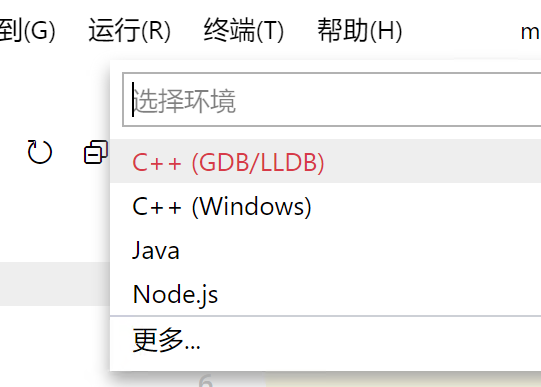 到(G) 运行(R) 终端(T) 帮助(H) m
选择环境
C++ (GDB/LLDB)
C++ (Windows)
Java
Node.js
更多...
6